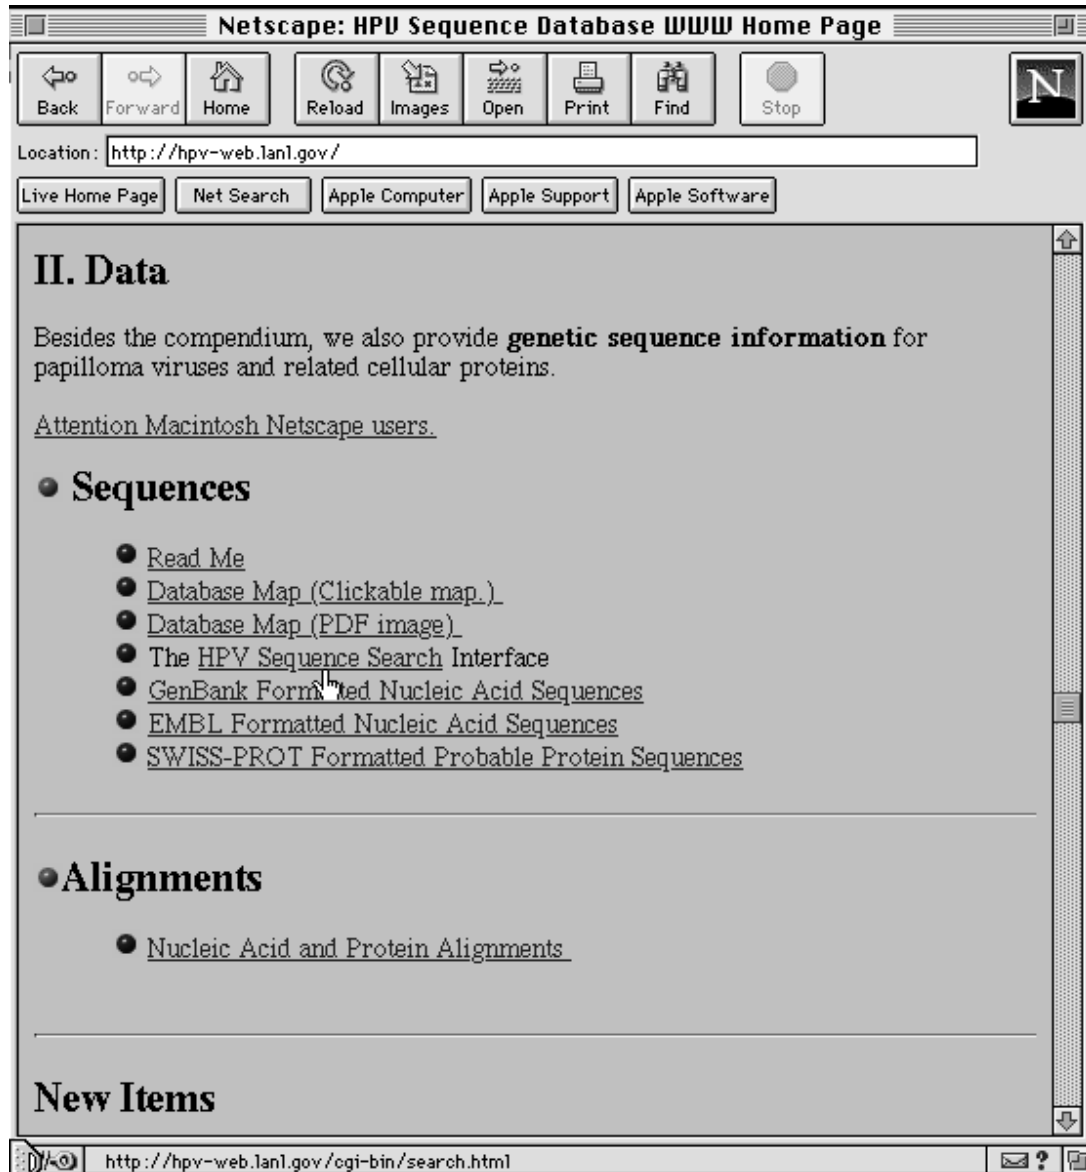 Netscape: HPV Sequence Database WWW Home Page
Back Forward Home Reload Images Open Print Find Stop N
Location: http://hpv-web.lanl.gov/
Live Home Page Net Search Apple Computer Apple Support Apple Software
II. Data
Besides the compendium, we also provide genetic sequence information for
papilloma viruses and related cellular proteins.
Attention Macintosh Netscape users.
Sequences
Read Me
Database Map (Clickable map.)
Database Map (PDF image)
The HPV Sequence Search Interface
GenBank Formatted Nucleic Acid Sequences
EMBL Formatted Nucleic Acid Sequences
SWISS-PROT Formatted Probable Protein Sequences
Alignments
Nucleic Acid and Protein Alignments
New Items
http://hpv-web.lanl.gov/cgi-bin/search.html ?